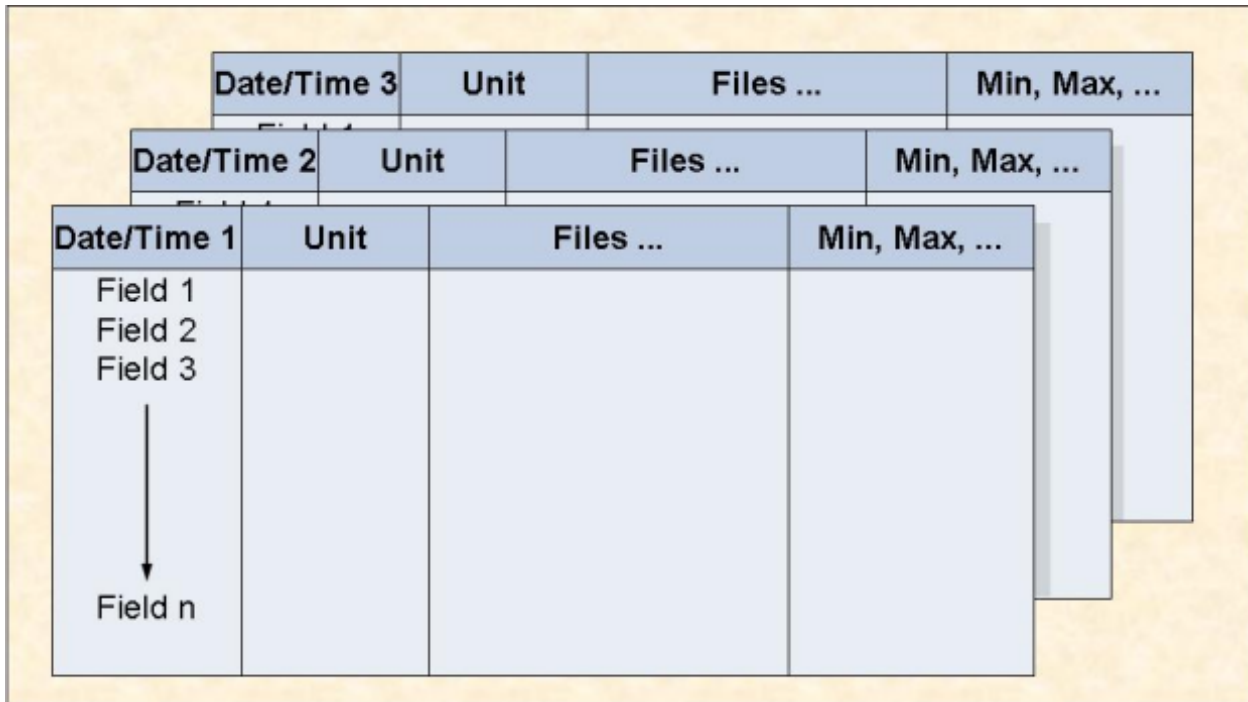 Date/Time 3 Unit Files ... Min, Max, ...
Date/Time 2 Unit Files ... Min, Max, ...
Date/Time 1 Unit Files ... Min, Max, ...
Field 1
Field 2
Field 3
Field n